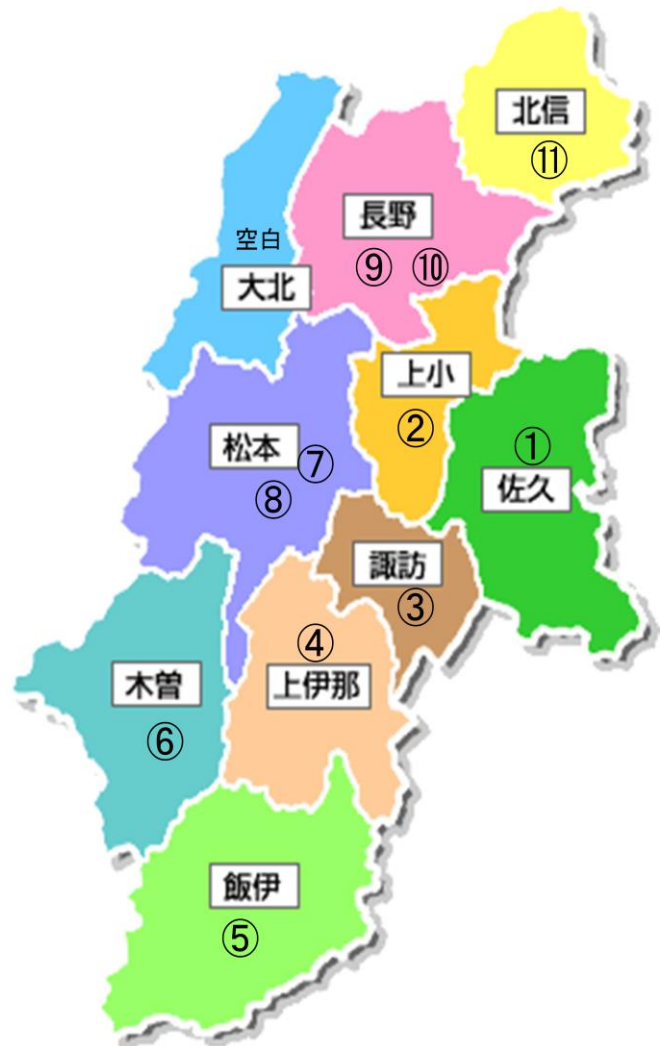 北信
⑪
長野
⑨ ⑩
空白
大北
上小
②
松本 ⑦
⑧
①
佐久
諏訪
③
④
上伊那
木曽
⑥
飯伊
⑤